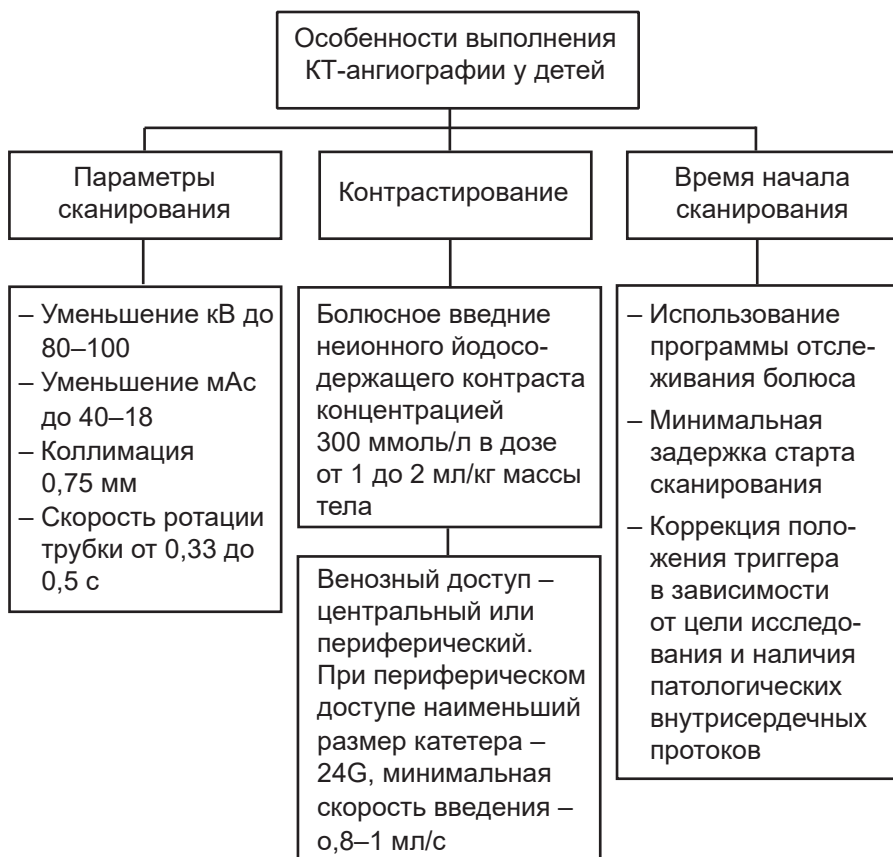 Особенности выполнения
КТ-ангиографии у детей
Параметры
сканирования
– Уменьшение кВ до
80–100
– Уменьшение мАс
до 40–18
– Коллимация
0,75 мм
– Скорость ротации
трубки от 0,33 до
0,5 с
Контрастирование
Болюсное введние
неионного йодосо-
держащего контраста
концентрацией
300 ммоль/л в дозе
от 1 до 2 мл/кг массы
тела
Венозный доступ –
центральный или
периферический.
При периферическом
доступе наименьший
размер катетера –
24G, минимальная
скорость введения –
о,8–1 мл/с
Время начала
сканирования
– Использование
программы отсле-
живания болюса
– Минимальная
задержка старта
сканирования
– Коррекция поло-
жения триггера
в зависимости
от цели исследо-
вания и наличия
патологических
внутрисердечных
протоков